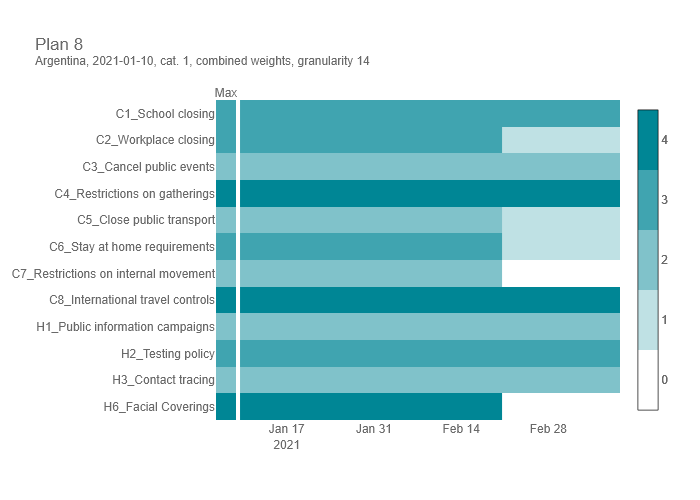 Plan 8
Argentina, 2021-01-10, cat. 1, combined weights, granularity 14
Max
C1_School closing
C2_Workplace closing
C3_Cancel public events
C4_Restrictions on gatherings
C5_Close public transport
C6_Stay at home requirements
C7_Restrictions on internal movement
C8_International travel controls
H1_Public information campaigns
H2_Testing policy
H3_Contact tracing
H6_Facial Coverings
Jan 17 Jan 31 Feb 14 Feb 28
2021
4
3
2
1
0